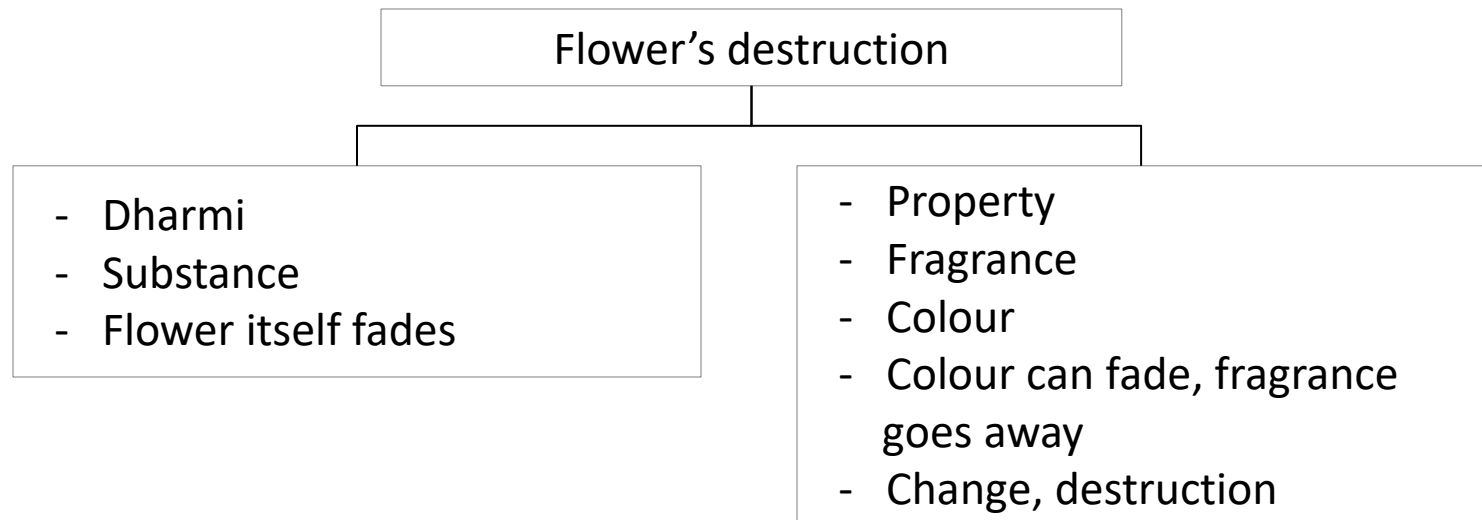 Flower’s destruction
- Dharmi
- Substance
- Flower itself fades
- Property
- Fragrance
- Colour
- Colour can fade, fragrance
goes away
- Change, destruction